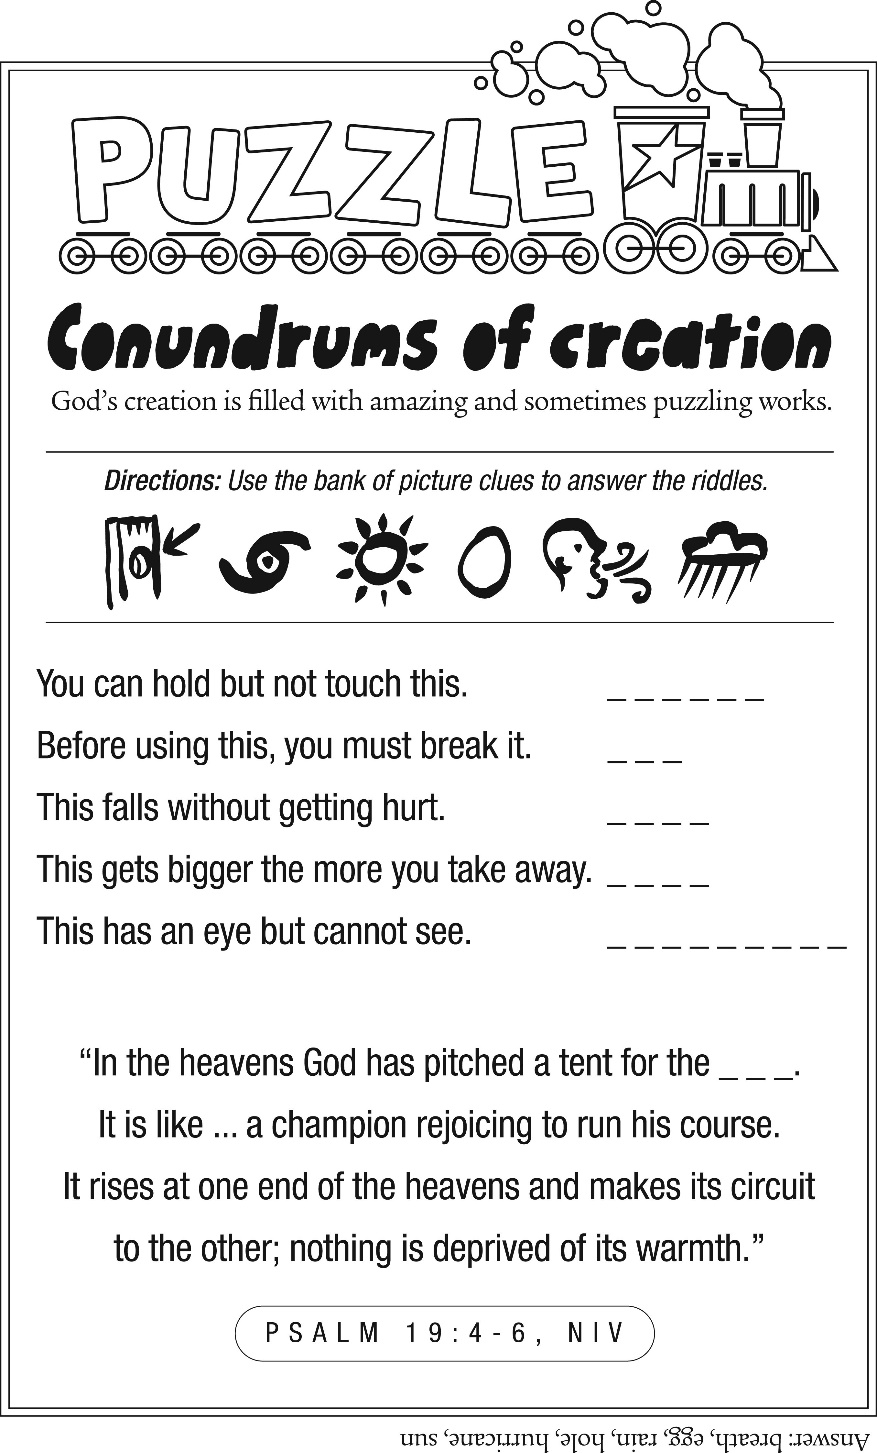 PUZZLE
Conundrums of creation
God's creation is filled with amazing and sometimes puzzling works.
Directions: Use the bank of picture clues to answer the riddles.
You can hold but not touch this. _ _ _ _ _ _
Before using this, you must break it. _ _ _
This falls without getting hurt. _ _ _ _
This gets bigger the more you take away. _ _ _ _
This has an eye but cannot see. _ _ _ _ _ _ _ _ _
“In the heavens God has pitched a tent for the _ _ _.
It is like ... a champion rejoicing to run his course.
It rises at one end of the heavens and makes its circuit
to the other; nothing is deprived of its warmth.”
PSALM 19:4-6, NIV
Answer: breath, egg, rain, hole, hurricane, sun